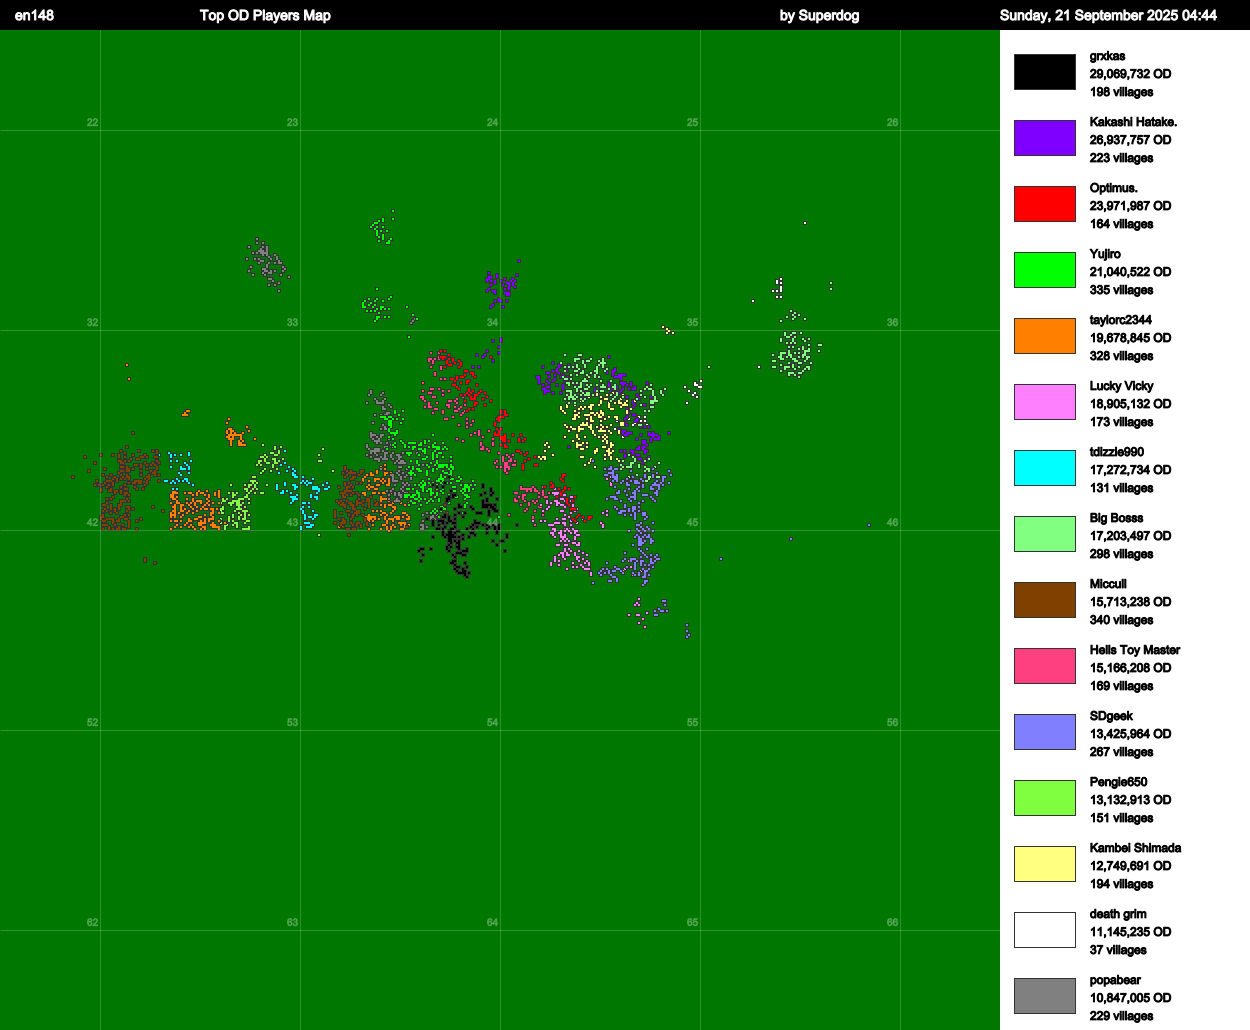 en148 Top OD Players Map by Superdog Sunday, 21 September 2025 04:44
grxkas
29,069,732 OD
198 villages
22 23 24 25 26
Kakashi Hatake.
26,937,757 OD
223 villages
Optimus.
23,971,987 OD
164 villages
Yujiro
21,040,522 OD
335 villages
32 33 34 35 36
taylorc2344
19,678,845 OD
328 villages
Lucky Vicky
18,905,132 OD
173 villages
tdizzle990
17,272,734 OD
131 villages
42 43 44 45 46
Big Bosss
17,203,497 OD
298 villages
Miccull
15,713,238 OD
340 villages
Hells Toy Master
15,166,208 OD
169 villages
52 53 54 55 56
SDgeek
13,425,964 OD
267 villages
Pengle650
13,132,913 OD
151 villages
Kambei Shimada
12,749,691 OD
194 villages
62 63 64 65 66
death grim
11,145,235 OD
37 villages
popabear
10,847,005 OD
229 villages